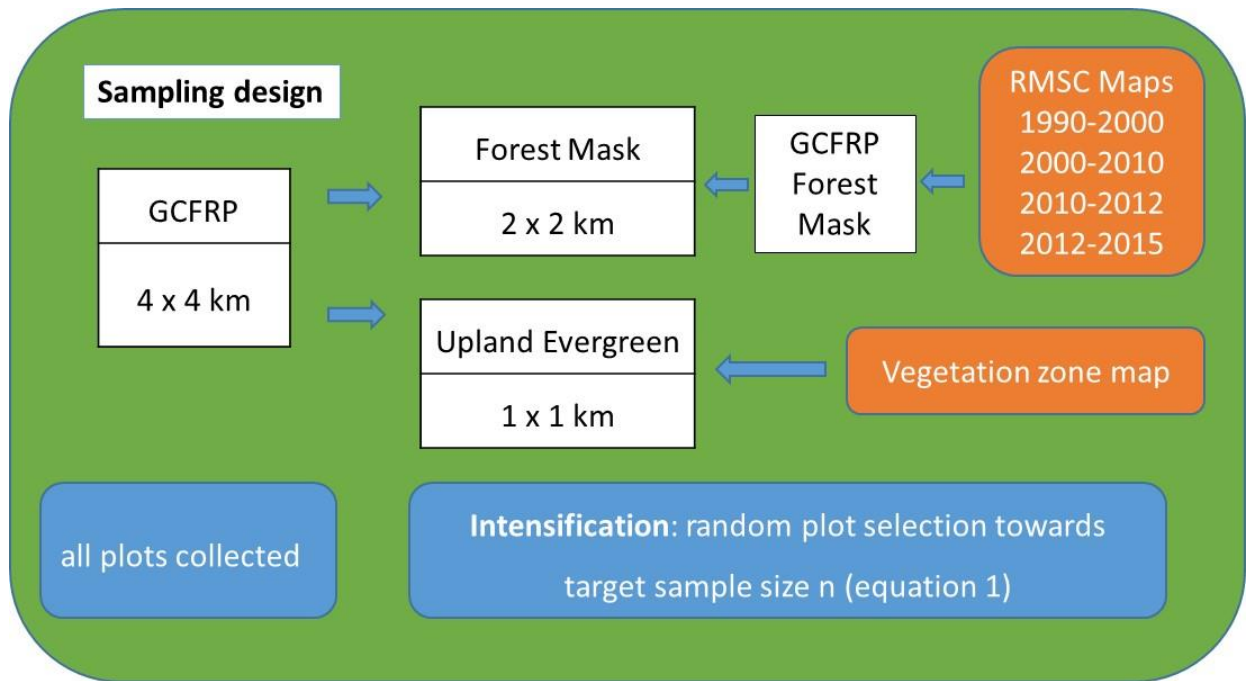 Sampling design
GCFRP
4 x 4 km
Forest Mask
2 x 2 km
GCFRP
Forest
Mask
RMSC Maps
1990-2000
2000-2010
2010-2012
2012-2015
Upland Evergreen
1 x 1 km
Vegetation zone map
all plots collected
Intensification: random plot selection towards
target sample size n (equation 1)